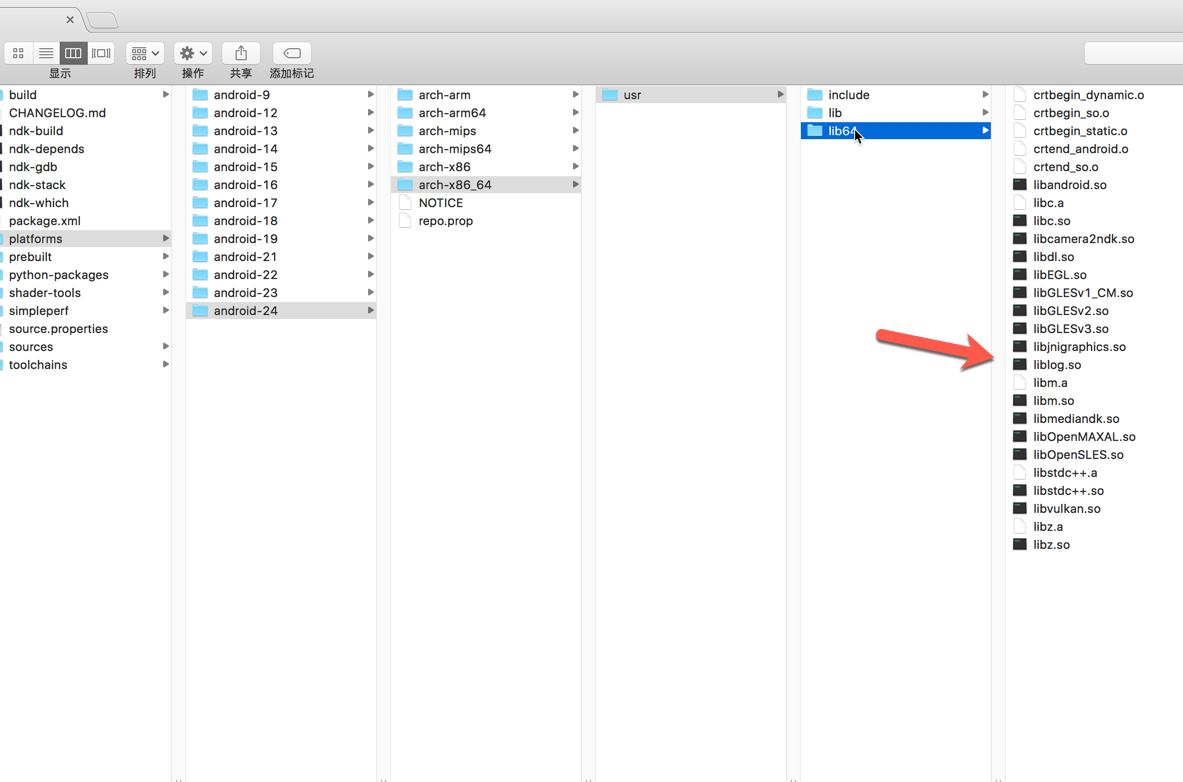 显示
排列
操作
共享
添加标记
build
CHANGELOG.md
ndk-build
ndk-depends
ndk-gdb
ndk-stack
ndk-which
package.xml
platforms
prebuilt
python-packages
shader-tools
simpleperf
source.properties
sources
toolchains
android-9
android-12
android-13
android-14
android-15
android-16
android-17
android-18
android-19
android-21
android-22
android-23
android-24
arch-arm
arch-arm64
arch-mips
arch-mips64
arch-x86
arch-x86_64
NOTICE
repo.prop
usr
include
lib
lib64
crtbegin_dynamic.o
crtbegin_so.o
crtbegin_static.o
crtend_android.o
crtend_so.o
libandroid.so
libc.a
libc.so
libcamera2ndk.so
libdl.so
libEGL.so
libGLESv1_CM.so
libGLESv2.so
libGLESv3.so
libjnigraphics.so
liblog.so
libm.a
libm.so
libmediandk.so
libOpenMAXAL.so
libOpenSLES.so
libstdc++.a
libstdc++.so
libvulkan.so
libz.a
libz.so